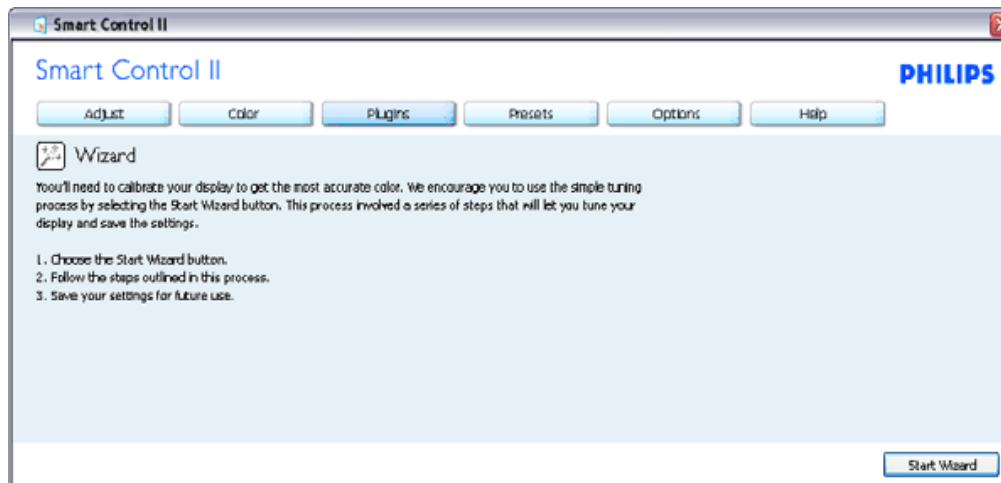 Smart Control II
Smart Control II
PHILIPS
Adjust
Color
Plugins
Presets
Options
Help
Wizard
Yoou'll need to calibrate your display to get the most accurate color. We encourage you to use the simple tuning
process by selecting the Start Wizard button. This process involved a series of steps that will let you tune your
display and save the settings.
1. Choose the Start Wizard button.
2. Follow the steps outlined in this process.
3. Save your settings for future use.
Start Wizard